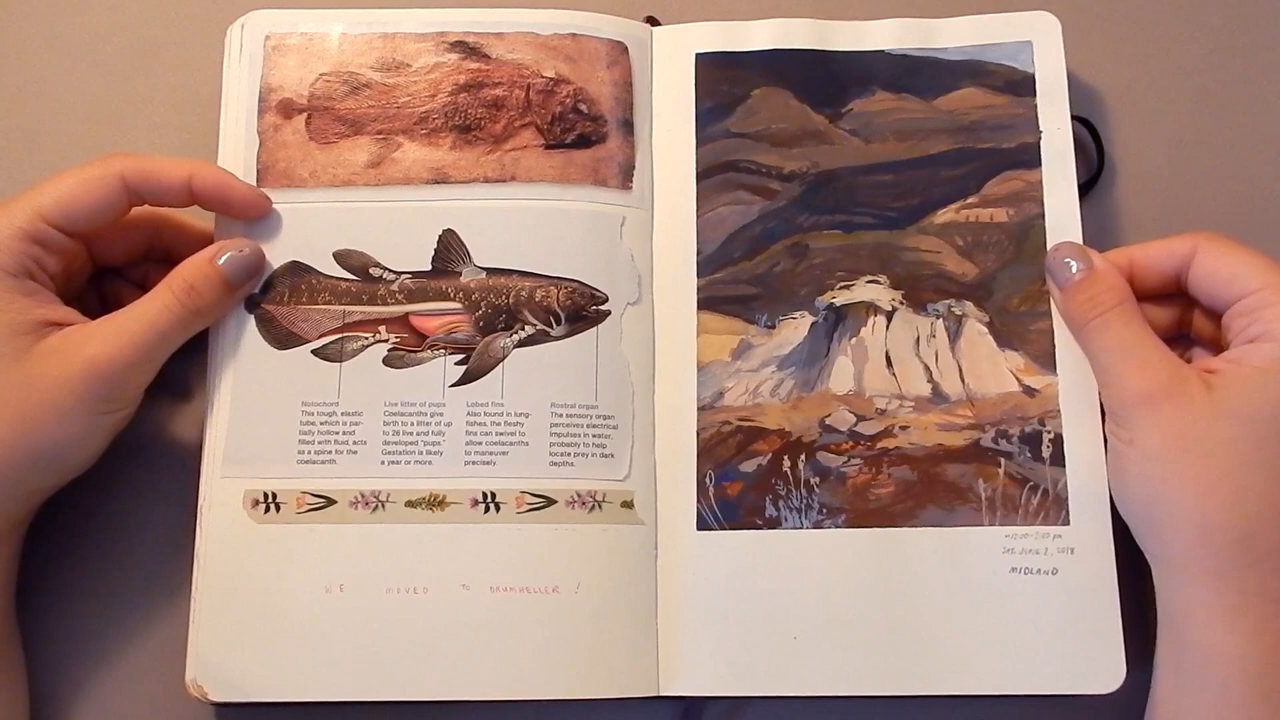 Notochord
This tough, elastic
tube, which is par-
tially hollow and
filled with fluid, acts
as a spine for the
coelacanth.
Live litter of pups
Coelacanths give
birth to a litter of up
to 26 live and fully
developed "pups."
Gestation is likely
a year or more.
Lobed fins
Also found in lung-
fishes, the fleshy
fins can swivel to
allow coelacanths
to maneuver
precisely.
Rostral organ
The sensory organ
perceives electrical
impulses in water,
probably to help
locate prey in dark
depths.
WE MOVED TO DRUMHELLER!
JUNE 2, 2018
MIDLAND